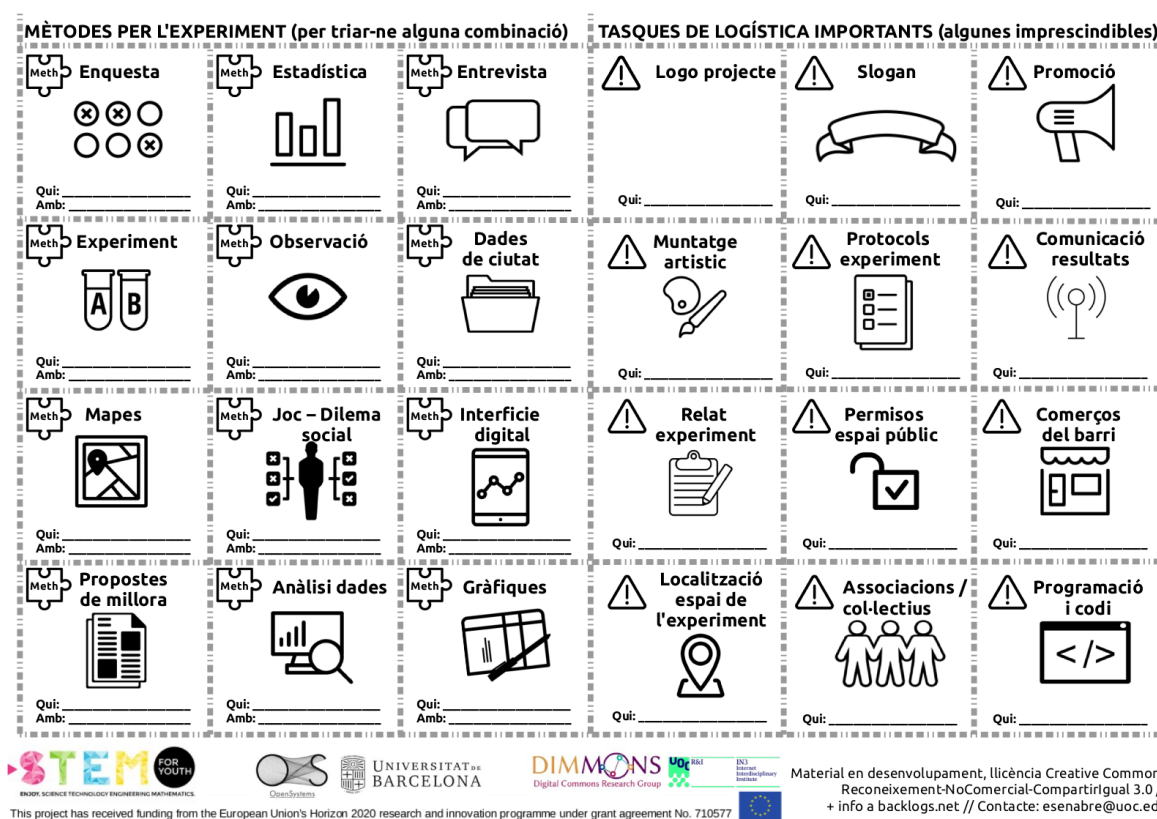 MÈTODES PER L'EXPERIMENT (per triar-ne alguna combinació)
TASQUES DE LOGÍSTICA IMPORTANTS (algunes imprescindibles)
Meth Enquesta
Qui:
Amb:
Meth Estadística
Qui:
Amb:
Meth Entrevista
Qui:
Amb:
Logo projecte
Qui:
Slogan
Qui:
Promoció
Qui:
Meth Experiment
A B
Qui:
Amb:
Meth Observació
Qui:
Amb:
Meth Dades
de ciutat
Qui:
Amb:
Muntatge
artistic
Qui:
Protocols
experiment
Qui:
Comunicació
resultats
Qui:
Meth Mapes
Qui:
Amb:
Meth Joc – Dilema
social
Qui:
Amb:
Meth Interficie
digital
Qui:
Amb:
Relat
experiment
Qui:
Permisos
espai públic
Qui:
Comerços
del barri
Qui:
Meth Propostes
de millora
Qui:
Amb:
Meth Anàlisi dades
Qui:
Amb:
Meth Gràfiques
Qui:
Amb:
Localització
espai de
l'experiment
Qui:
Associacions /
col·lectius
Qui:
Programació
i codi
</>
Qui:
STEM FOR YOUTH
ENJOY. SCIENCE TECHNOLOGY ENGINEERING MATHEMATICS.
OpenSystems
UNIVERSITAT DE
BARCELONA
DIMMONS
Digital Commons Research Group
UOC R&I
IN3
Internet
Interdisciplinary
Institute
Material en desenvolupament, llicència Creative Common
Reconeixement-NoComercial-CompartirIgual 3.0 /
+ info a backlogs.net // Contacte: esenabre@uoc.ed
This project has received funding from the European Union's Horizon 2020 research and innovation programme under grant agreement No. 710577